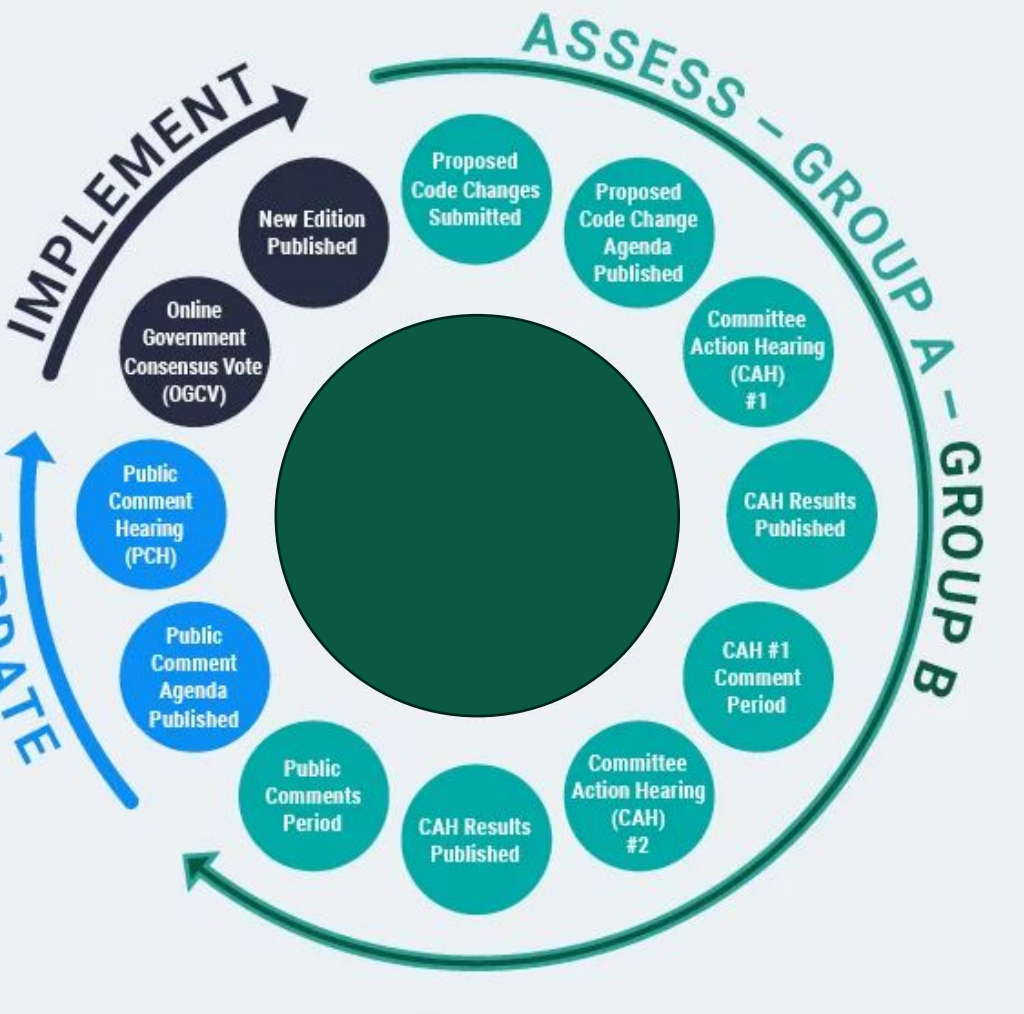 ASSESS – GROUP A – GROUP B
Proposed
Code Changes
Submitted
Proposed
Code Change
Agenda
Published
Committee
Action Hearing
(CAH)
#1
CAH Results
Published
CAH #1
Comment
Period
Committee
Action Hearing
(CAH)
#2
CAH Results
Published
Public
Comments
Period
Public
Comment
Agenda
Published
Public
Comment
Hearing
(PCH)
Online
Government
Consensus Vote
(OGCV)
New Edition
Published
IMPLEMENT